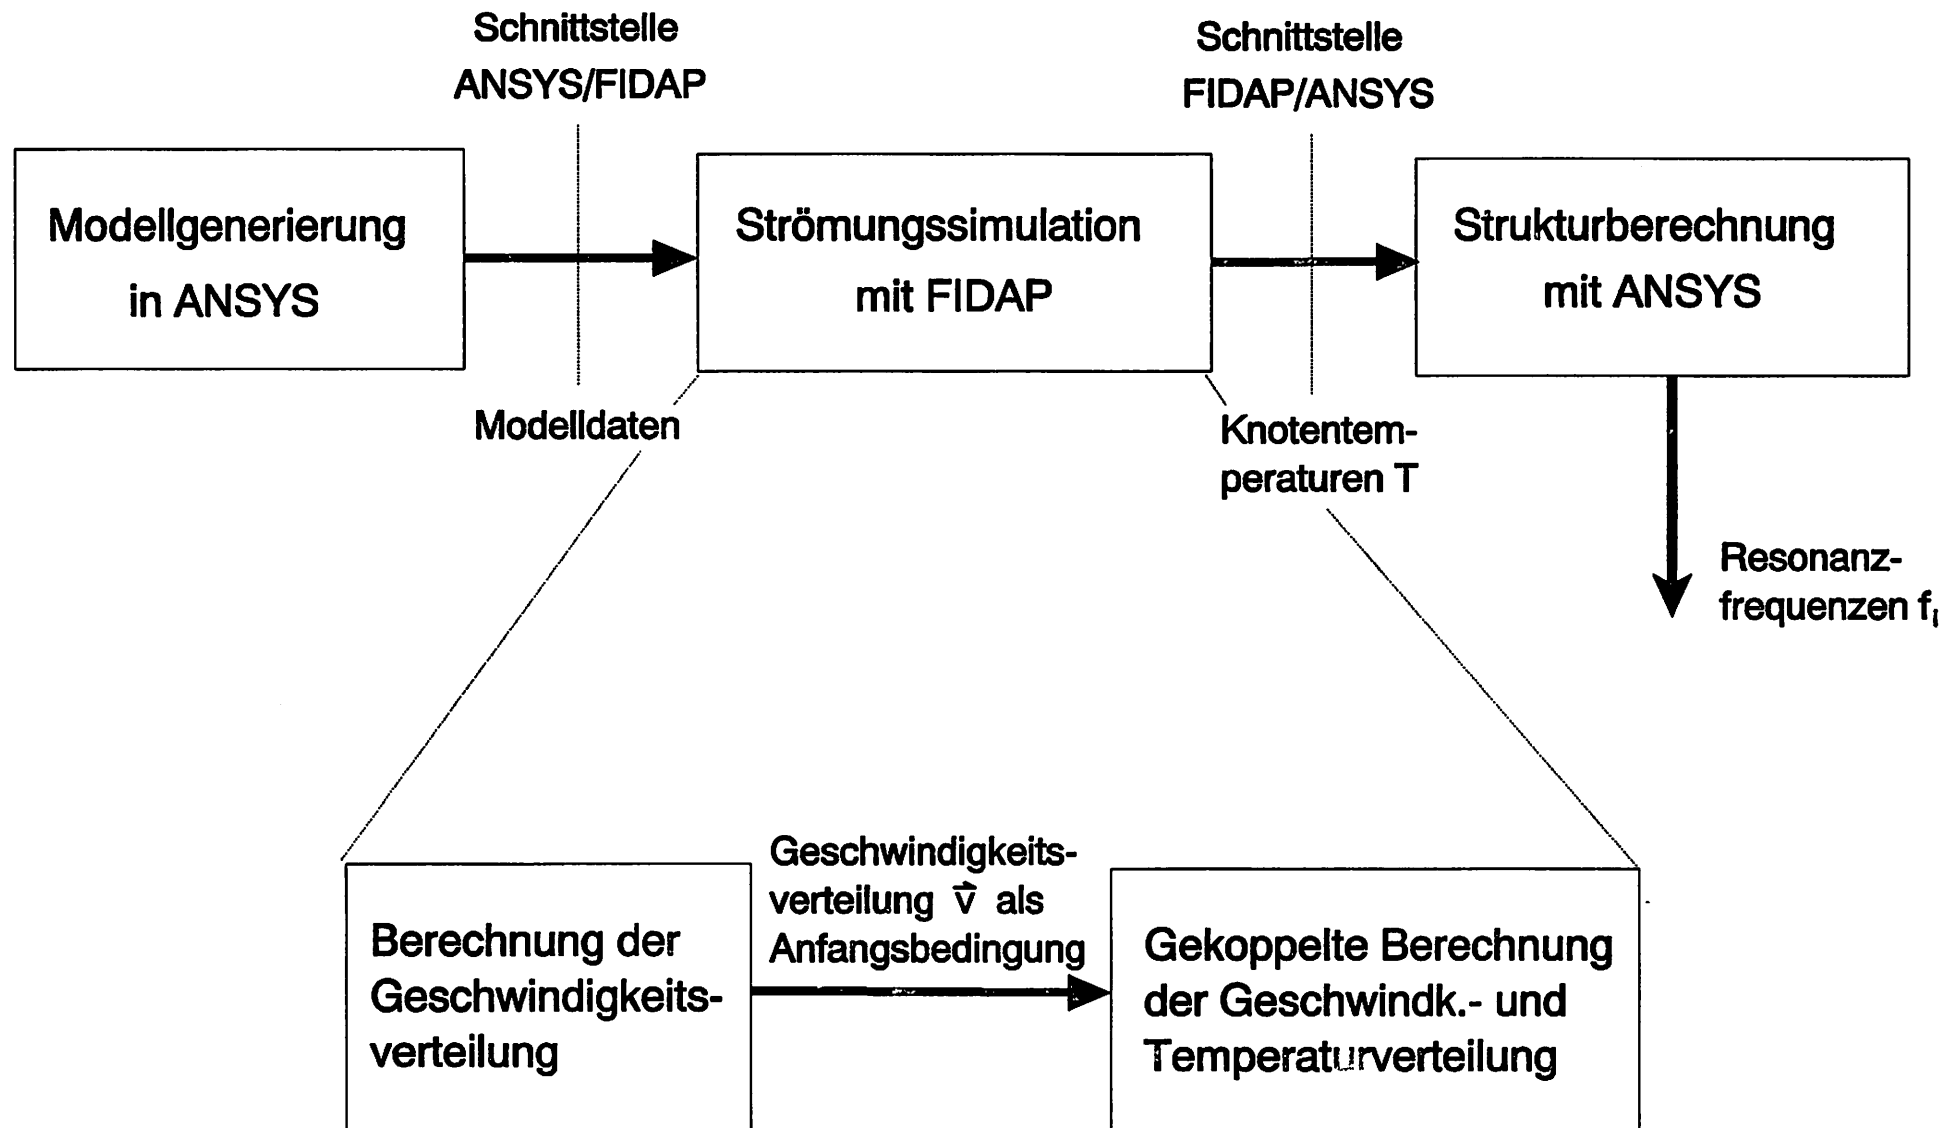 Schnittstelle
ANSYS/FIDAP
Schnittstelle
FIDAP/ANSYS
Modellgenerierung
in ANSYS
Strömungssimulation
mit FIDAP
Strukturberechnung
mit ANSYS
Modelldaten
Knotentem-
peraturen T
Resonanz-
frequenzen fᵢ
Berechnung der
Geschwindigkeits-
verteilung
Geschwindigkeits-
verteilung v⃗ als
Anfangsbedingung
Gekoppelte Berechnung
der Geschwindk.- und
Temperaturverteilung